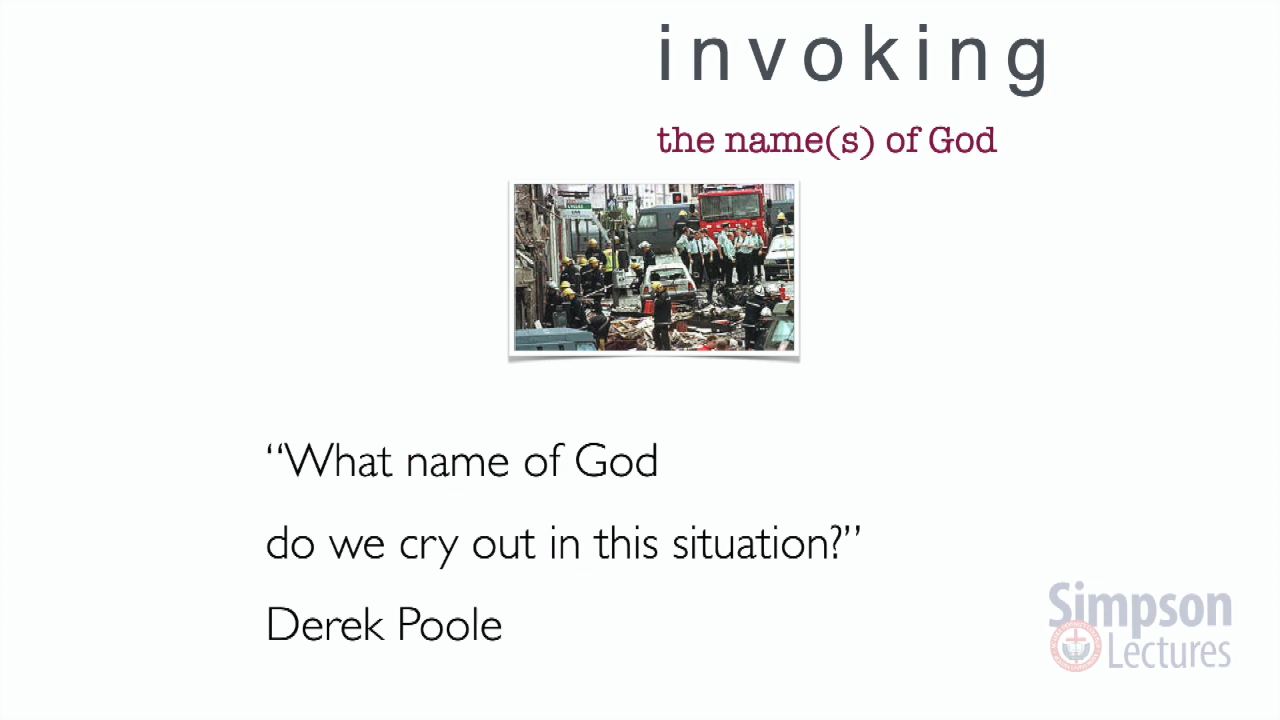 invoking
the name(s) of God
“What name of God
do we cry out in this situation?”
Derek Poole
Simpson
Lectures